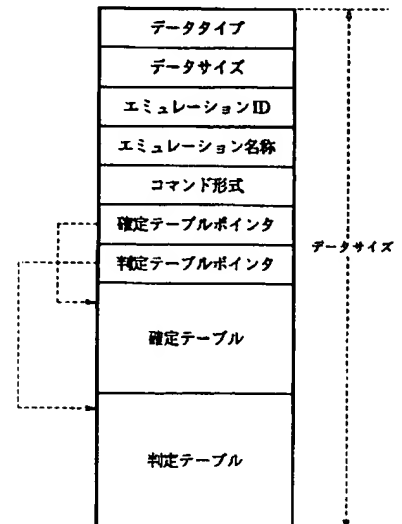 データタイプ
データサイズ
エミュレーションID
エミュレーション名称
コマンド形式
確定テーブルポインタ
判定テーブルポインタ
データサイズ
確定テーブル
判定テーブル